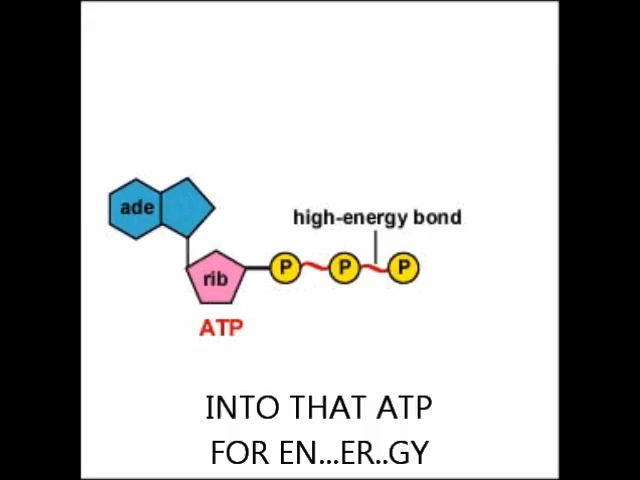 ade
high-energy bond
rib
P P P
ATP
INTO THAT ATP
FOR EN...ER..GY